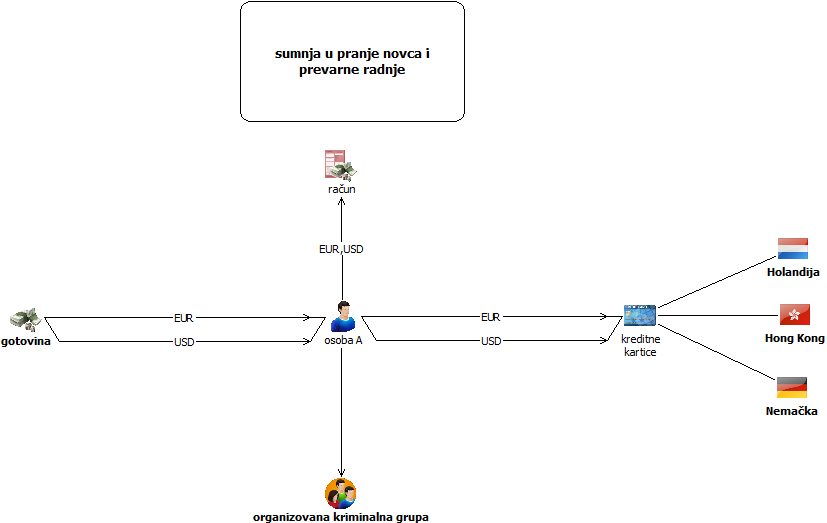 sumnja u pranje novca i
prevarne radnje
račun
EUR,USD
Holandija
EUR
EUR
gotovina
USD
osoba A
USD
kreditne
kartice
Hong Kong
Nemačka
organizovana kriminalna grupa